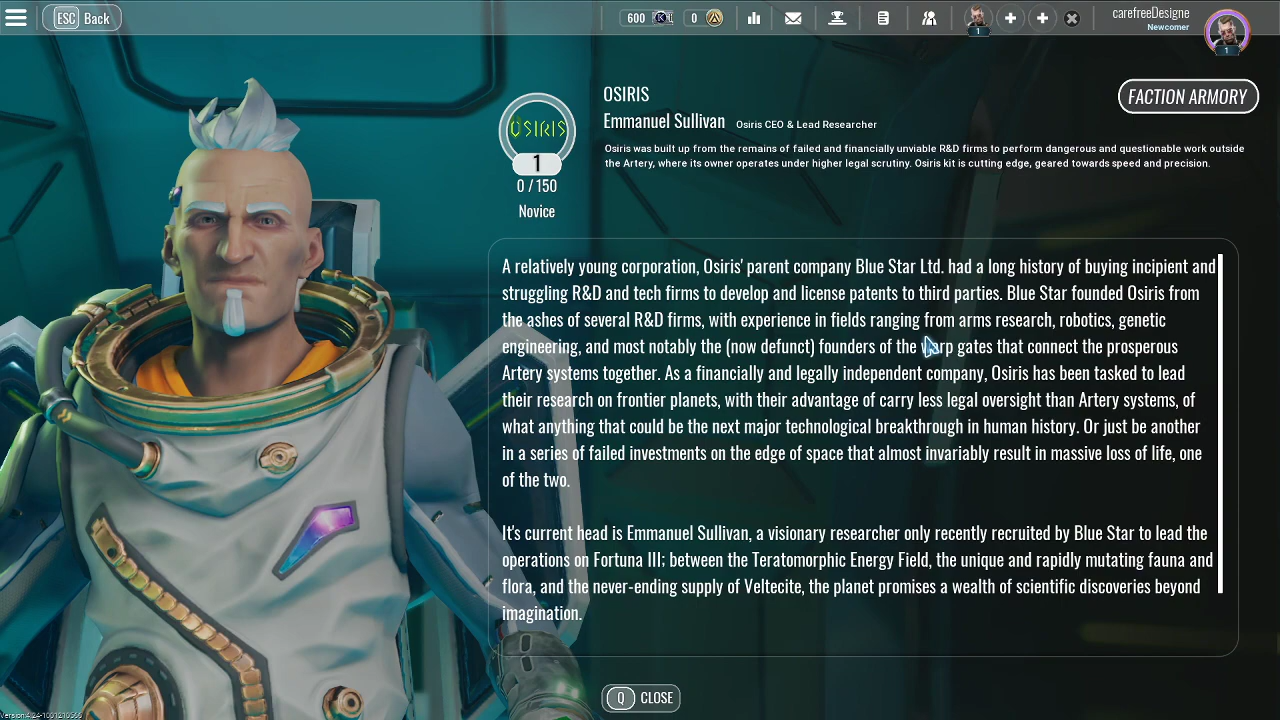 ESC Back
600
0
1
carefreeDesigne
Newcomer
1
OSIRIS
1
0 / 150
Novice
OSIRIS
Emmanuel Sullivan Osiris CEO & Lead Researcher
FACTION ARMORY
Osiris was built up from the remains of failed and financially unviable R&D firms to perform dangerous and questionable work outside
the Artery, where its owner operates under higher legal scrutiny. Osiris kit is cutting edge, geared towards speed and precision.
A relatively young corporation, Osiris' parent company Blue Star Ltd. had a long history of buying incipient and
struggling R&D and tech firms to develop and license patents to third parties. Blue Star founded Osiris from
the ashes of several R&D firms, with experience in fields ranging from arms research, robotics, genetic
engineering, and most notably the (now defunct) founders of the warp gates that connect the prosperous
Artery systems together. As a financially and legally independent company, Osiris has been tasked to lead
their research on frontier planets, with their advantage of carry less legal oversight than Artery systems, of
what anything that could be the next major technological breakthrough in human history. Or just be another
in a series of failed investments on the edge of space that almost invariably result in massive loss of life, one
of the two.
It's current head is Emmanuel Sullivan, a visionary researcher only recently recruited by Blue Star to lead the
operations on Fortuna III; between the Teratomorphic Energy Field, the unique and rapidly mutating fauna and
flora, and the never-ending supply of Veltecite, the planet promises a wealth of scientific discoveries beyond
imagination.
Q CLOSE